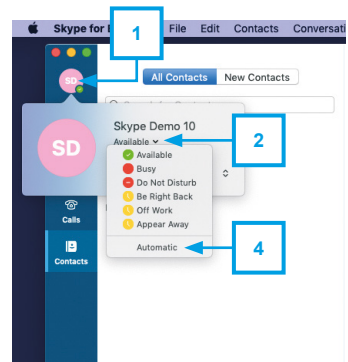 Skype for
File Edit Contacts Conversati
1
SD
All Contacts New Contacts
SD
Skype Demo 10
Available
2
Available
Busy
Do Not Disturb
Be Right Back
Off Work
Appear Away
Automatic
4
Calls
Contacts